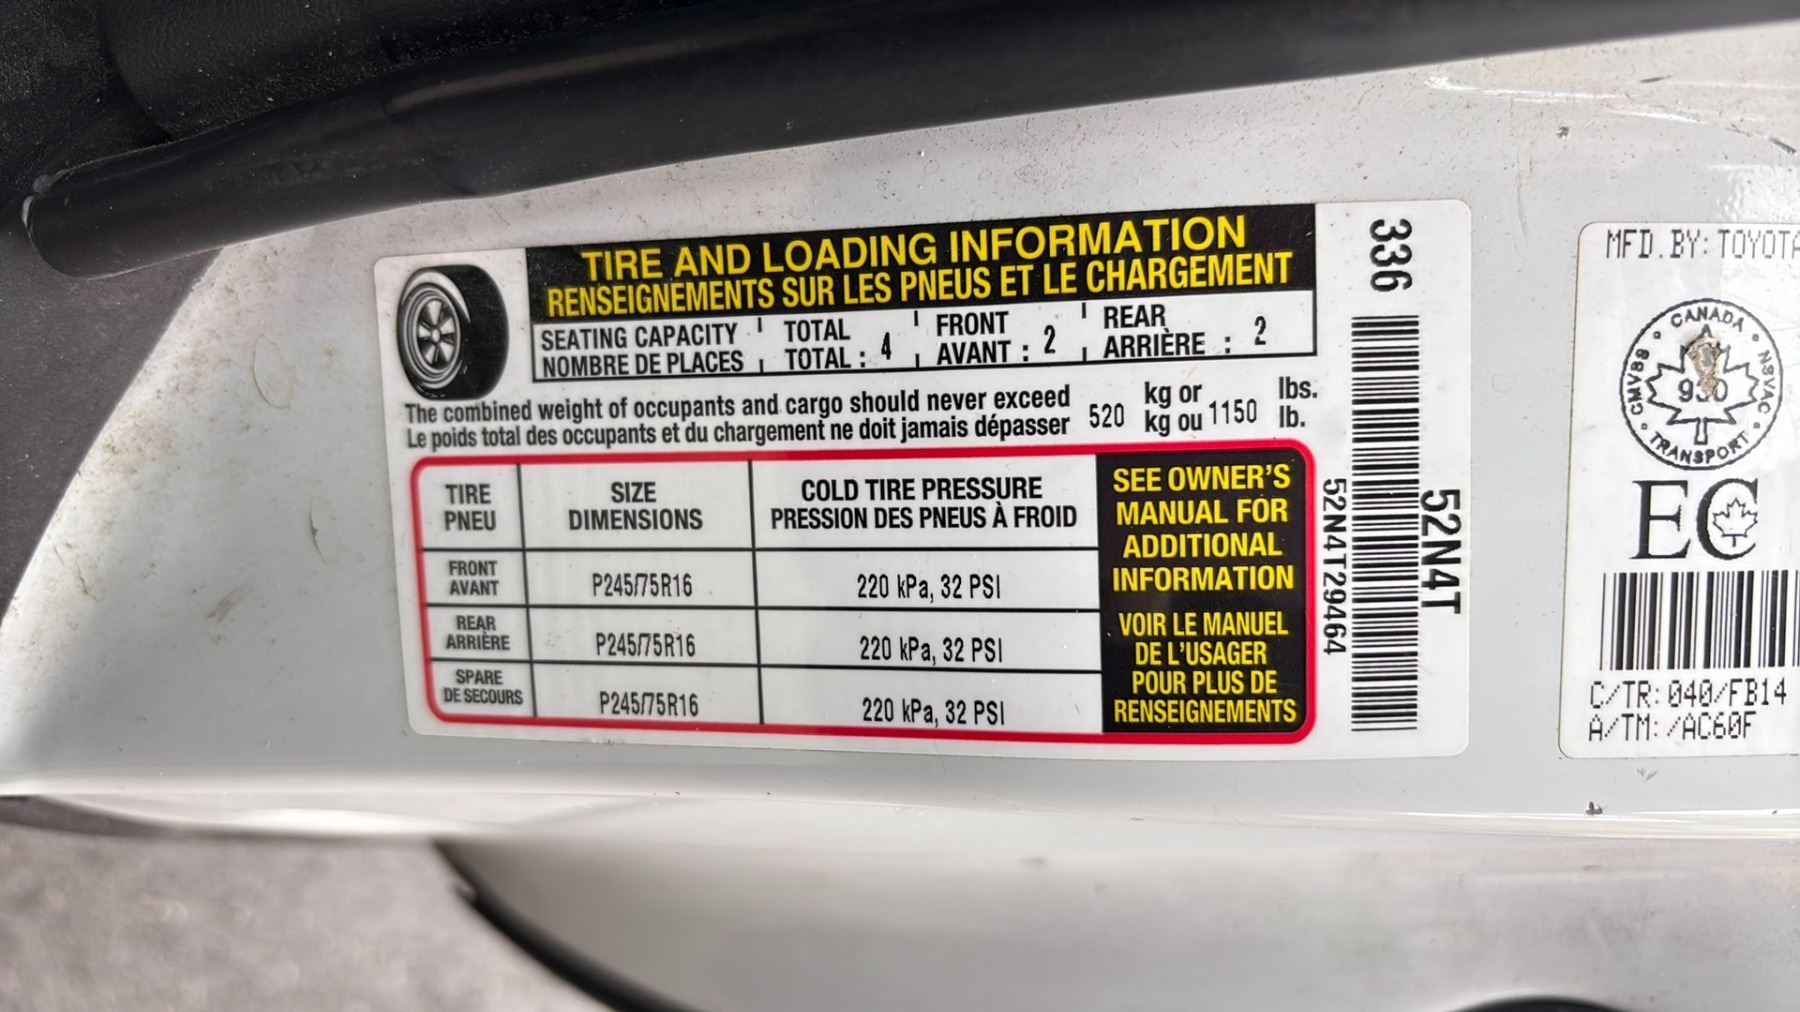 TIRE AND LOADING INFORMATION
RENSEIGNEMENTS SUR LES PNEUS ET LE CHARGEMENT
SEATING CAPACITY TOTAL FRONT REAR
NOMBRE DE PLACES TOTAL : 4 AVANT : 2 ARRIÈRE : 2
The combined weight of occupants and cargo should never exceed 520 kg or 1150 lbs.
Le poids total des occupants et du chargement ne doit jamais dépasser kg ou lb.
TIRE SIZE COLD TIRE PRESSURE
PNEU DIMENSIONS PRESSION DES PNEUS À FROID
FRONT
AVANT P245/75R16 220 kPa, 32 PSI
REAR
ARRIÈRE P245/75R16 220 kPa, 32 PSI
SPARE
DE SECOURS P245/75R16 220 kPa, 32 PSI
SEE OWNER'S
MANUAL FOR
ADDITIONAL
INFORMATION
VOIR LE MANUEL
DE L'USAGER
POUR PLUS DE
RENSEIGNEMENTS
336
52N4T29464
52N4T
MFD.BY: TOYOTA
CANADA
CMVSS NSVAC
TRANSPORT
EC
C/TR: 040/FB14
A/TM: /AC60F